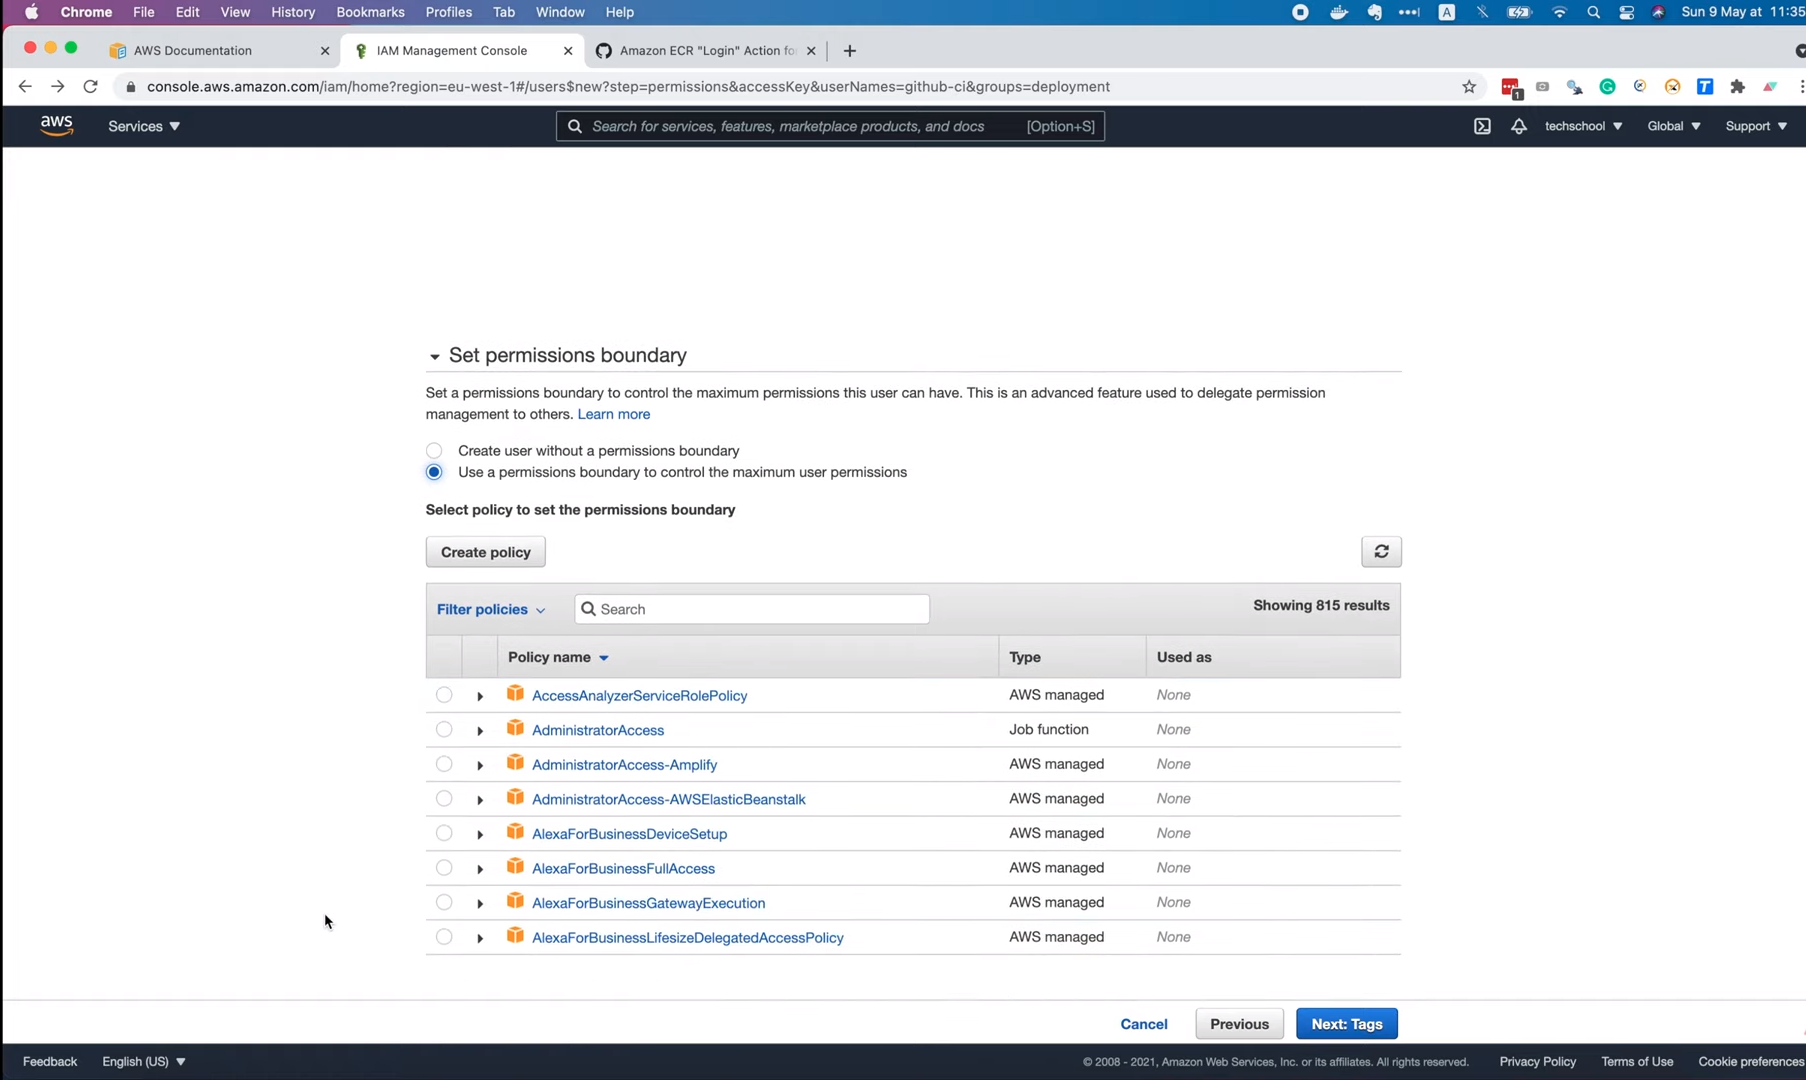 Chrome File Edit View History Bookmarks Profiles Tab Window Help A Sun 9 May at 11:35
AWS Documentation IAM Management Console Amazon ECR "Login" Action fo
console.aws.amazon.com/iam/home?region=eu-west-1#/users$new?step=permissions&accessKey&userNames=github-ci&groups=deployment 1 T
aws Services Search for services, features, marketplace products, and docs [Option+S] techschool Global Support
Set permissions boundary
Set a permissions boundary to control the maximum permissions this user can have. This is an advanced feature used to delegate permission
management to others. Learn more
Create user without a permissions boundary
Use a permissions boundary to control the maximum user permissions
Select policy to set the permissions boundary
Create policy
Filter policies Search Showing 815 results
Policy name Type Used as
AccessAnalyzerServiceRolePolicy AWS managed None
AdministratorAccess Job function None
AdministratorAccess-Amplify AWS managed None
AdministratorAccess-AWSElasticBeanstalk AWS managed None
AlexaForBusinessDeviceSetup AWS managed None
AlexaForBusinessFullAccess AWS managed None
AlexaForBusinessGatewayExecution AWS managed None
AlexaForBusinessLifesizeDelegatedAccessPolicy AWS managed None
Cancel Previous Next: Tags
Feedback English (US) © 2008 - 2021, Amazon Web Services, Inc. or its affiliates. All rights reserved. Privacy Policy Terms of Use Cookie preferences